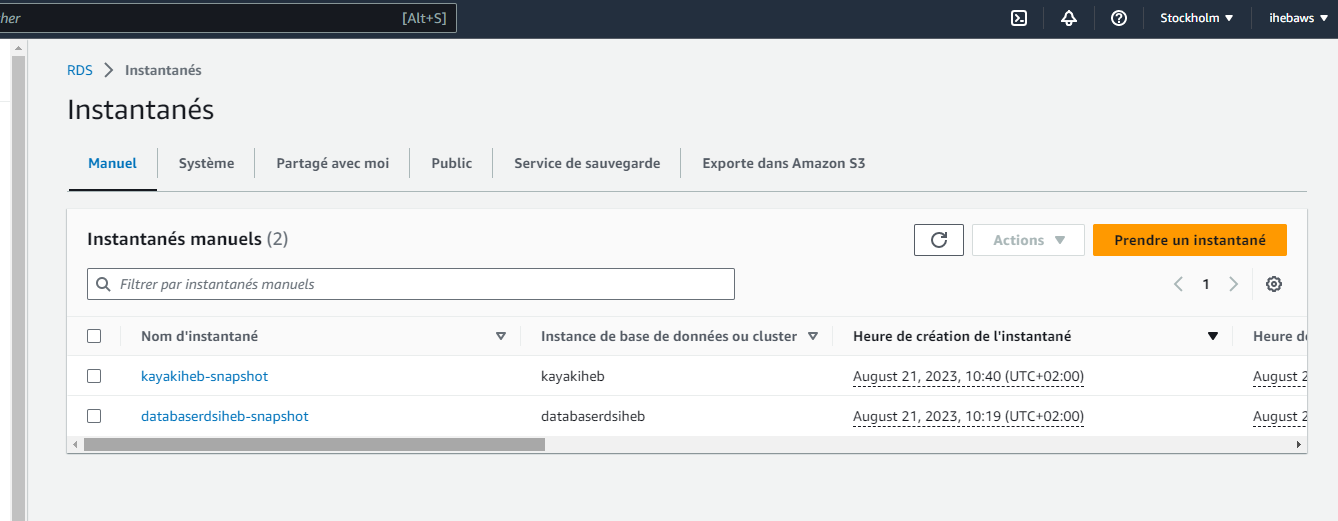 her [Alt+S] Stockholm ihebaws
RDS Instantanés
Instantanés
Manuel Système Partagé avec moi Public Service de sauvegarde Exporte dans Amazon S3
Instantanés manuels (2) Actions Prendre un instantané
Filtrer par instantanés manuels 1
Nom d'instantané Instance de base de données ou cluster Heure de création de l'instantané Heure de
kayakiheb-snapshot kayakiheb August 21, 2023, 10:40 (UTC+02:00) August 2
databaserdsiheb-snapshot databaserdsiheb August 21, 2023, 10:19 (UTC+02:00) August 2